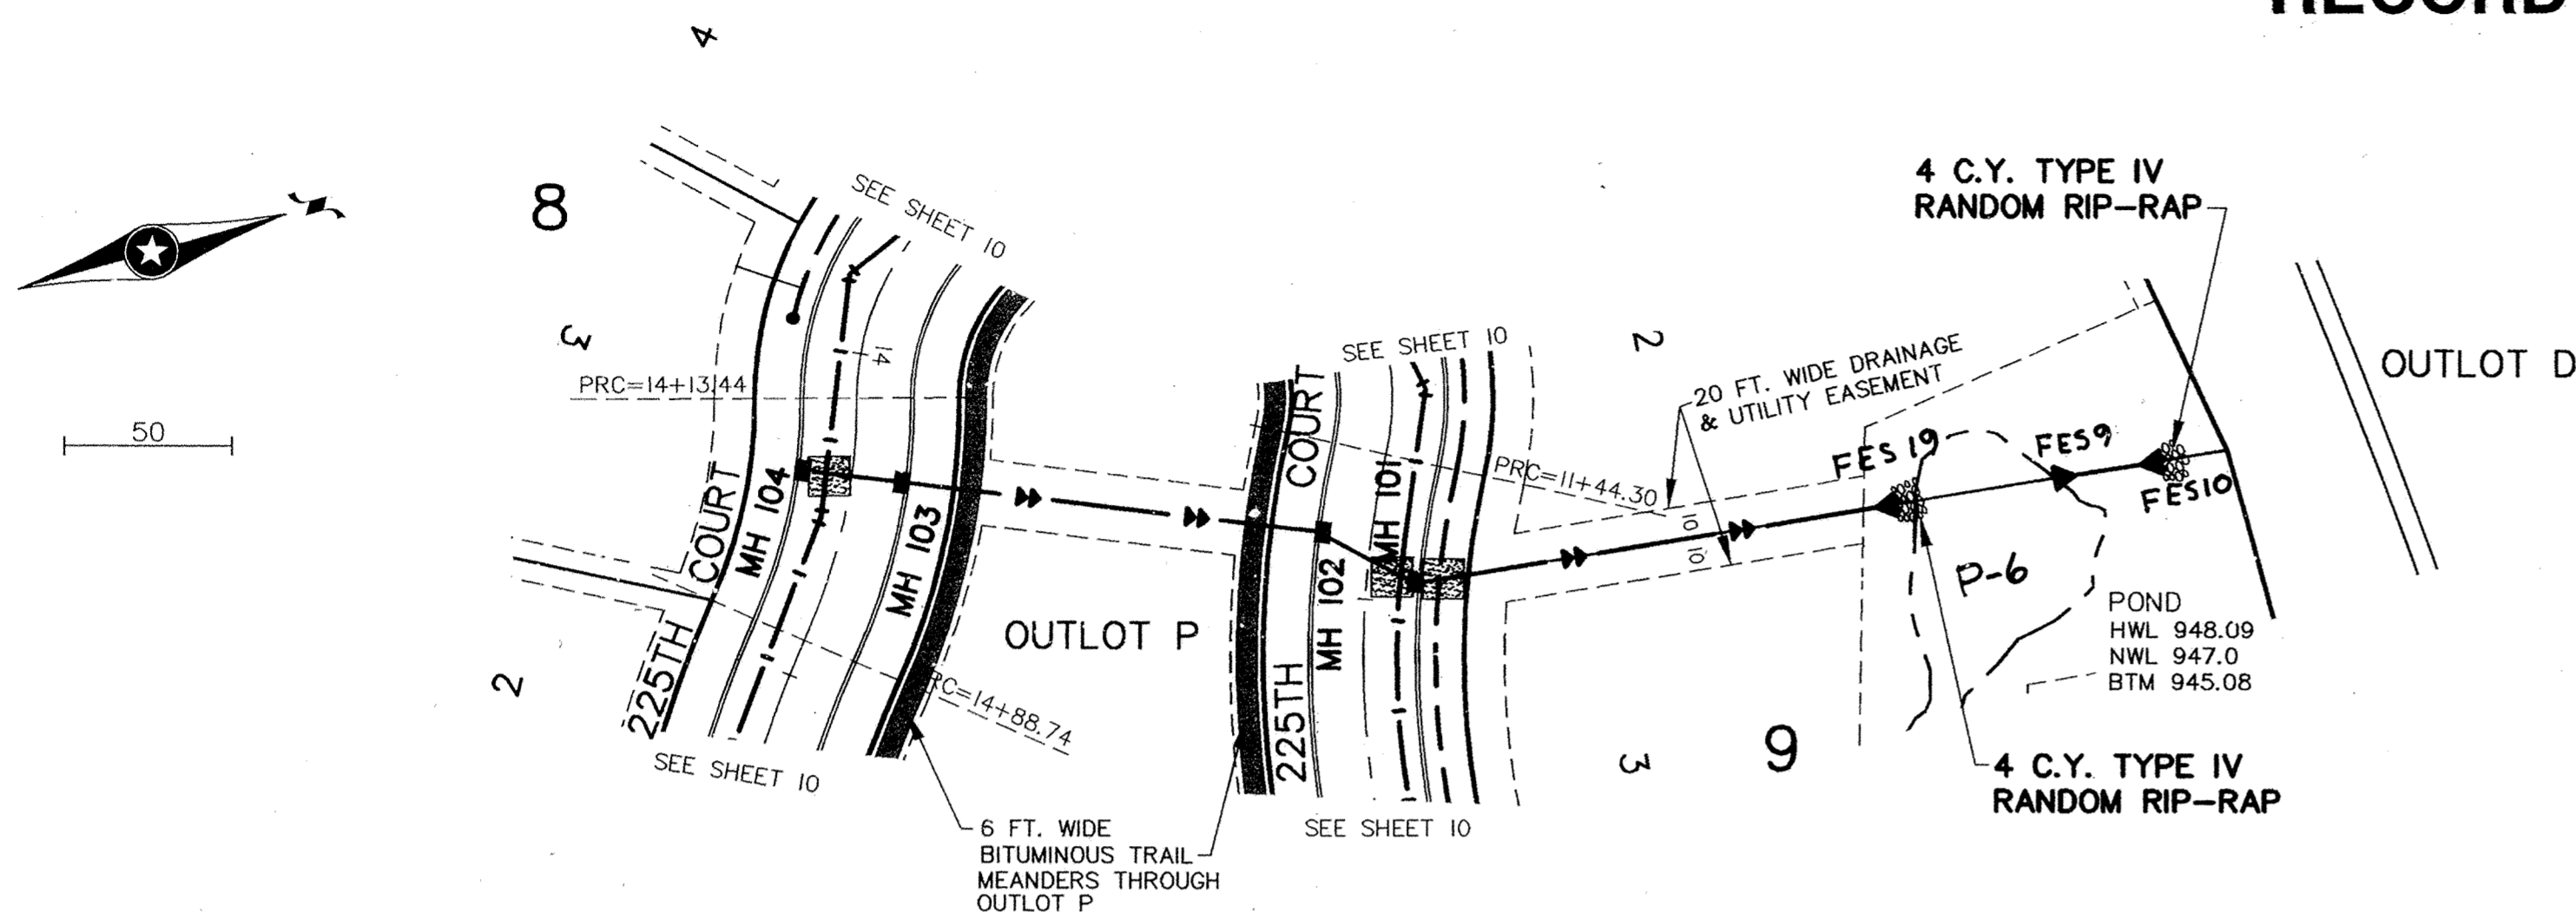 RECORD
4
8
SEE SHEET 10
4 C.Y. TYPE IV
RANDOM RIP-RAP
3
14
PRC=14+13.44
50
SEE SHEET 10
2
20 FT. WIDE DRAINAGE
& UTILITY EASEMENT
OUTLOT D
FES 19
FES9
FES10
PRC=11+44.30
10
10
225TH COURT
MH 104
MH 103
225TH COURT
MH 102
MH 101
P-6
POND
HWL 948.09
NWL 947.0
BTM 945.08
OUTLOT P
2
RC=14+88.74
SEE SHEET 10
3
9
4 C.Y. TYPE IV
RANDOM RIP-RAP
6 FT. WIDE
BITUMINOUS TRAIL
MEANDERS THROUGH
OUTLOT P
SEE SHEET 10